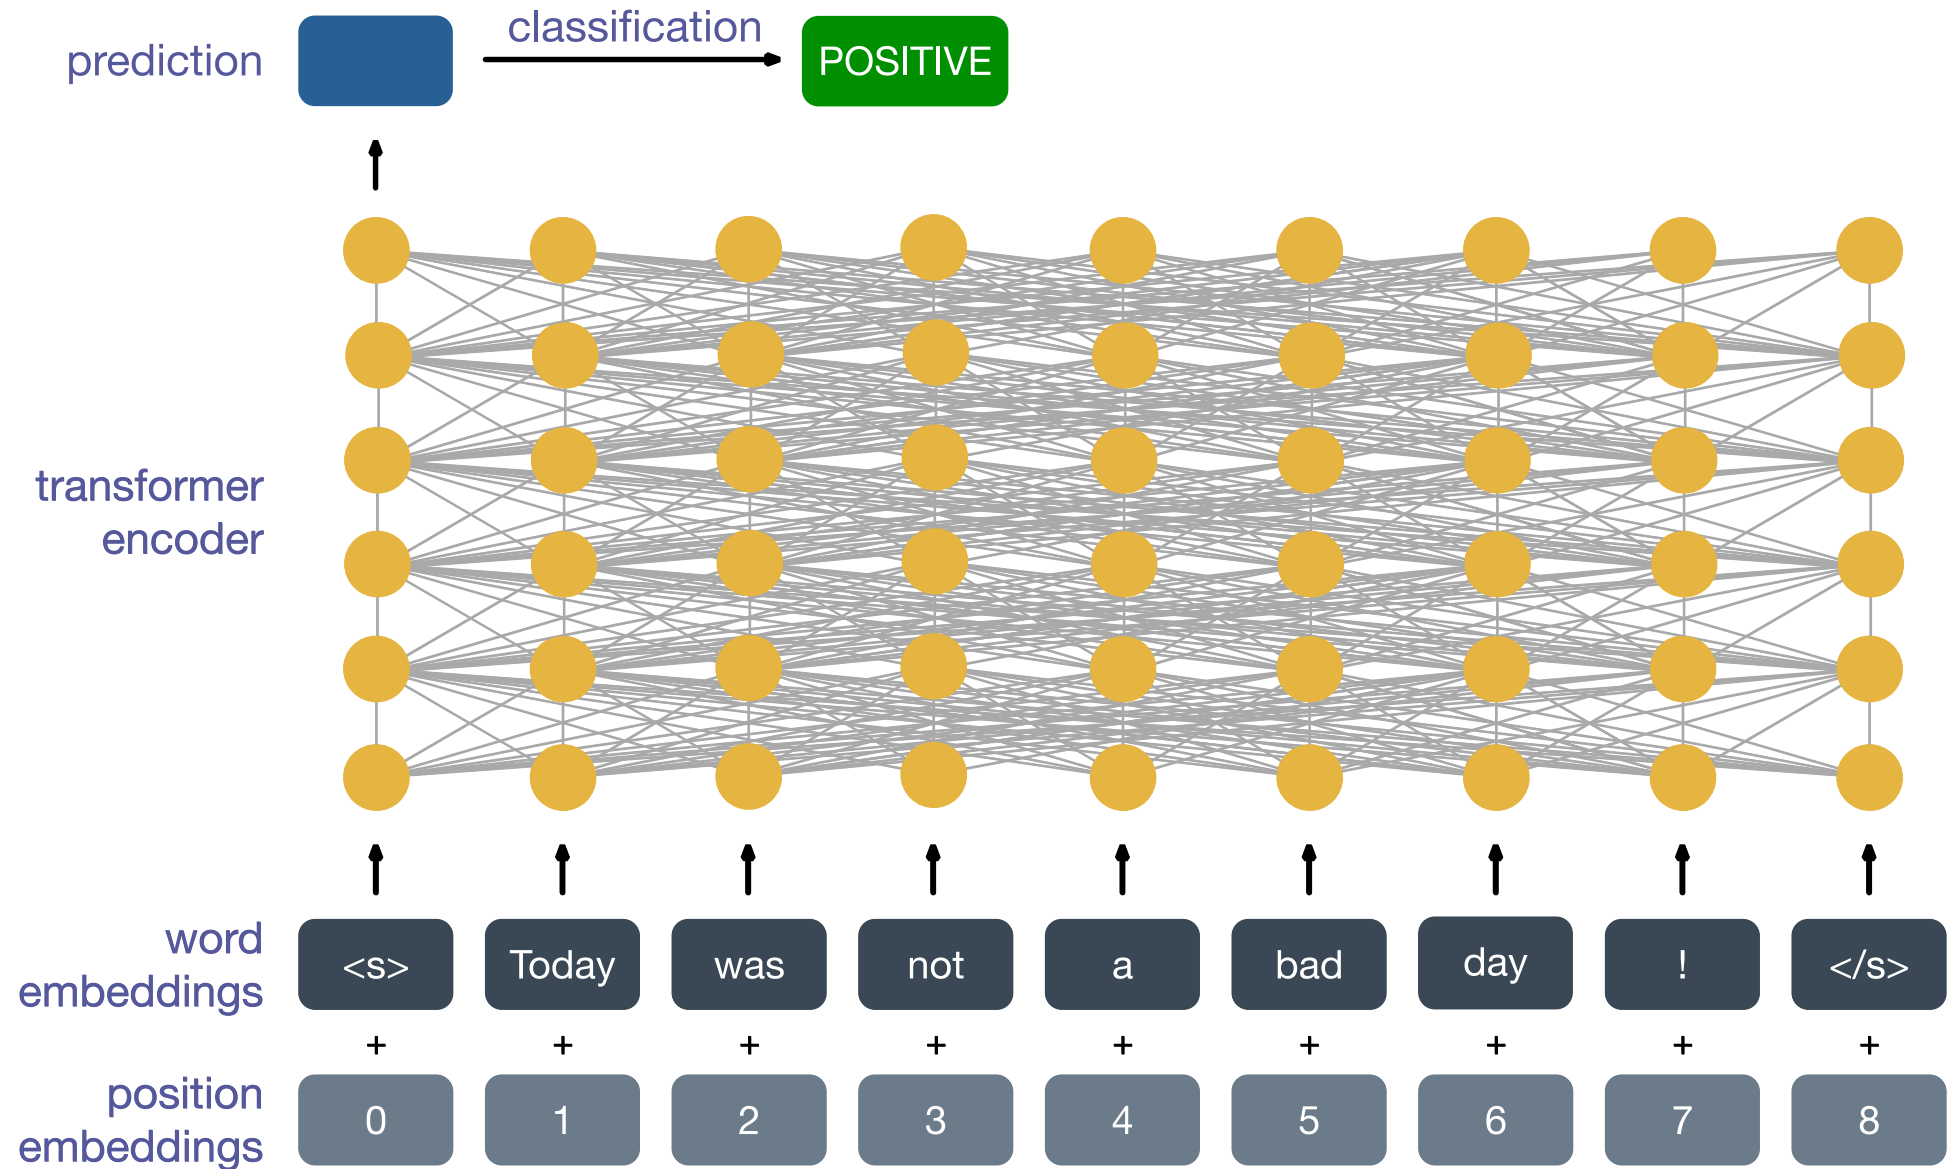 prediction
classification
POSITIVE
transformer
encoder
word
embeddings
<s> Today was not a bad day ! </s>
+ + + + + + + + +
position
embeddings
0 1 2 3 4 5 6 7 8